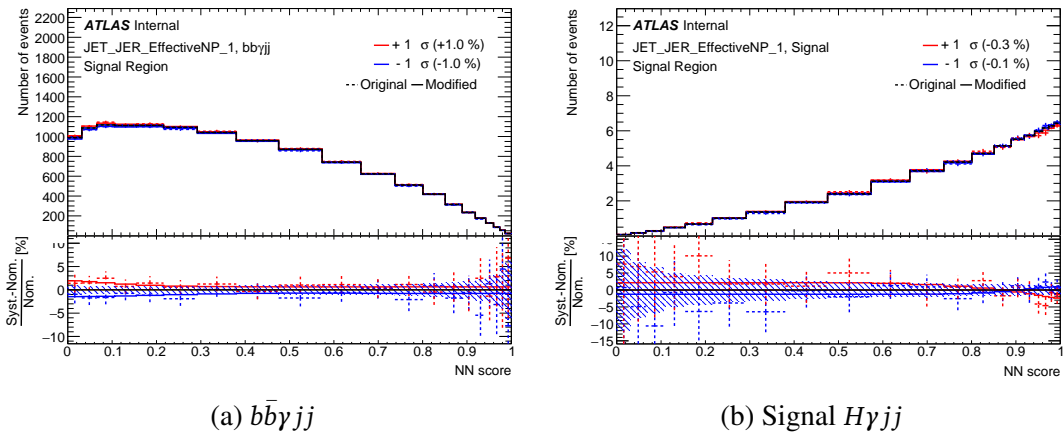 Number of events
2200
2000
1800
1600
1400
1200
1000
800
600
400
200
ATLAS Internal
JET_JER_EffectiveNP_1, bbγjj
Signal Region
+ 1 σ (+1.0 %)
- 1 σ (-1.0 %)
Original Modified
Syst.-Nom. [%]
Nom.
10
5
0
−5
−10
0 0.1 0.2 0.3 0.4 0.5 0.6 0.7 0.8 0.9 1
NN score
(a) bb̄γjj
Number of events
12
10
8
6
4
2
ATLAS Internal
JET_JER_EffectiveNP_1, Signal
Signal Region
+ 1 σ (-0.3 %)
- 1 σ (-0.1 %)
Original Modified
Syst.-Nom. [%]
Nom.
15
10
5
0
−5
−10
−15
0 0.1 0.2 0.3 0.4 0.5 0.6 0.7 0.8 0.9 1
NN score
(b) Signal Hγjj